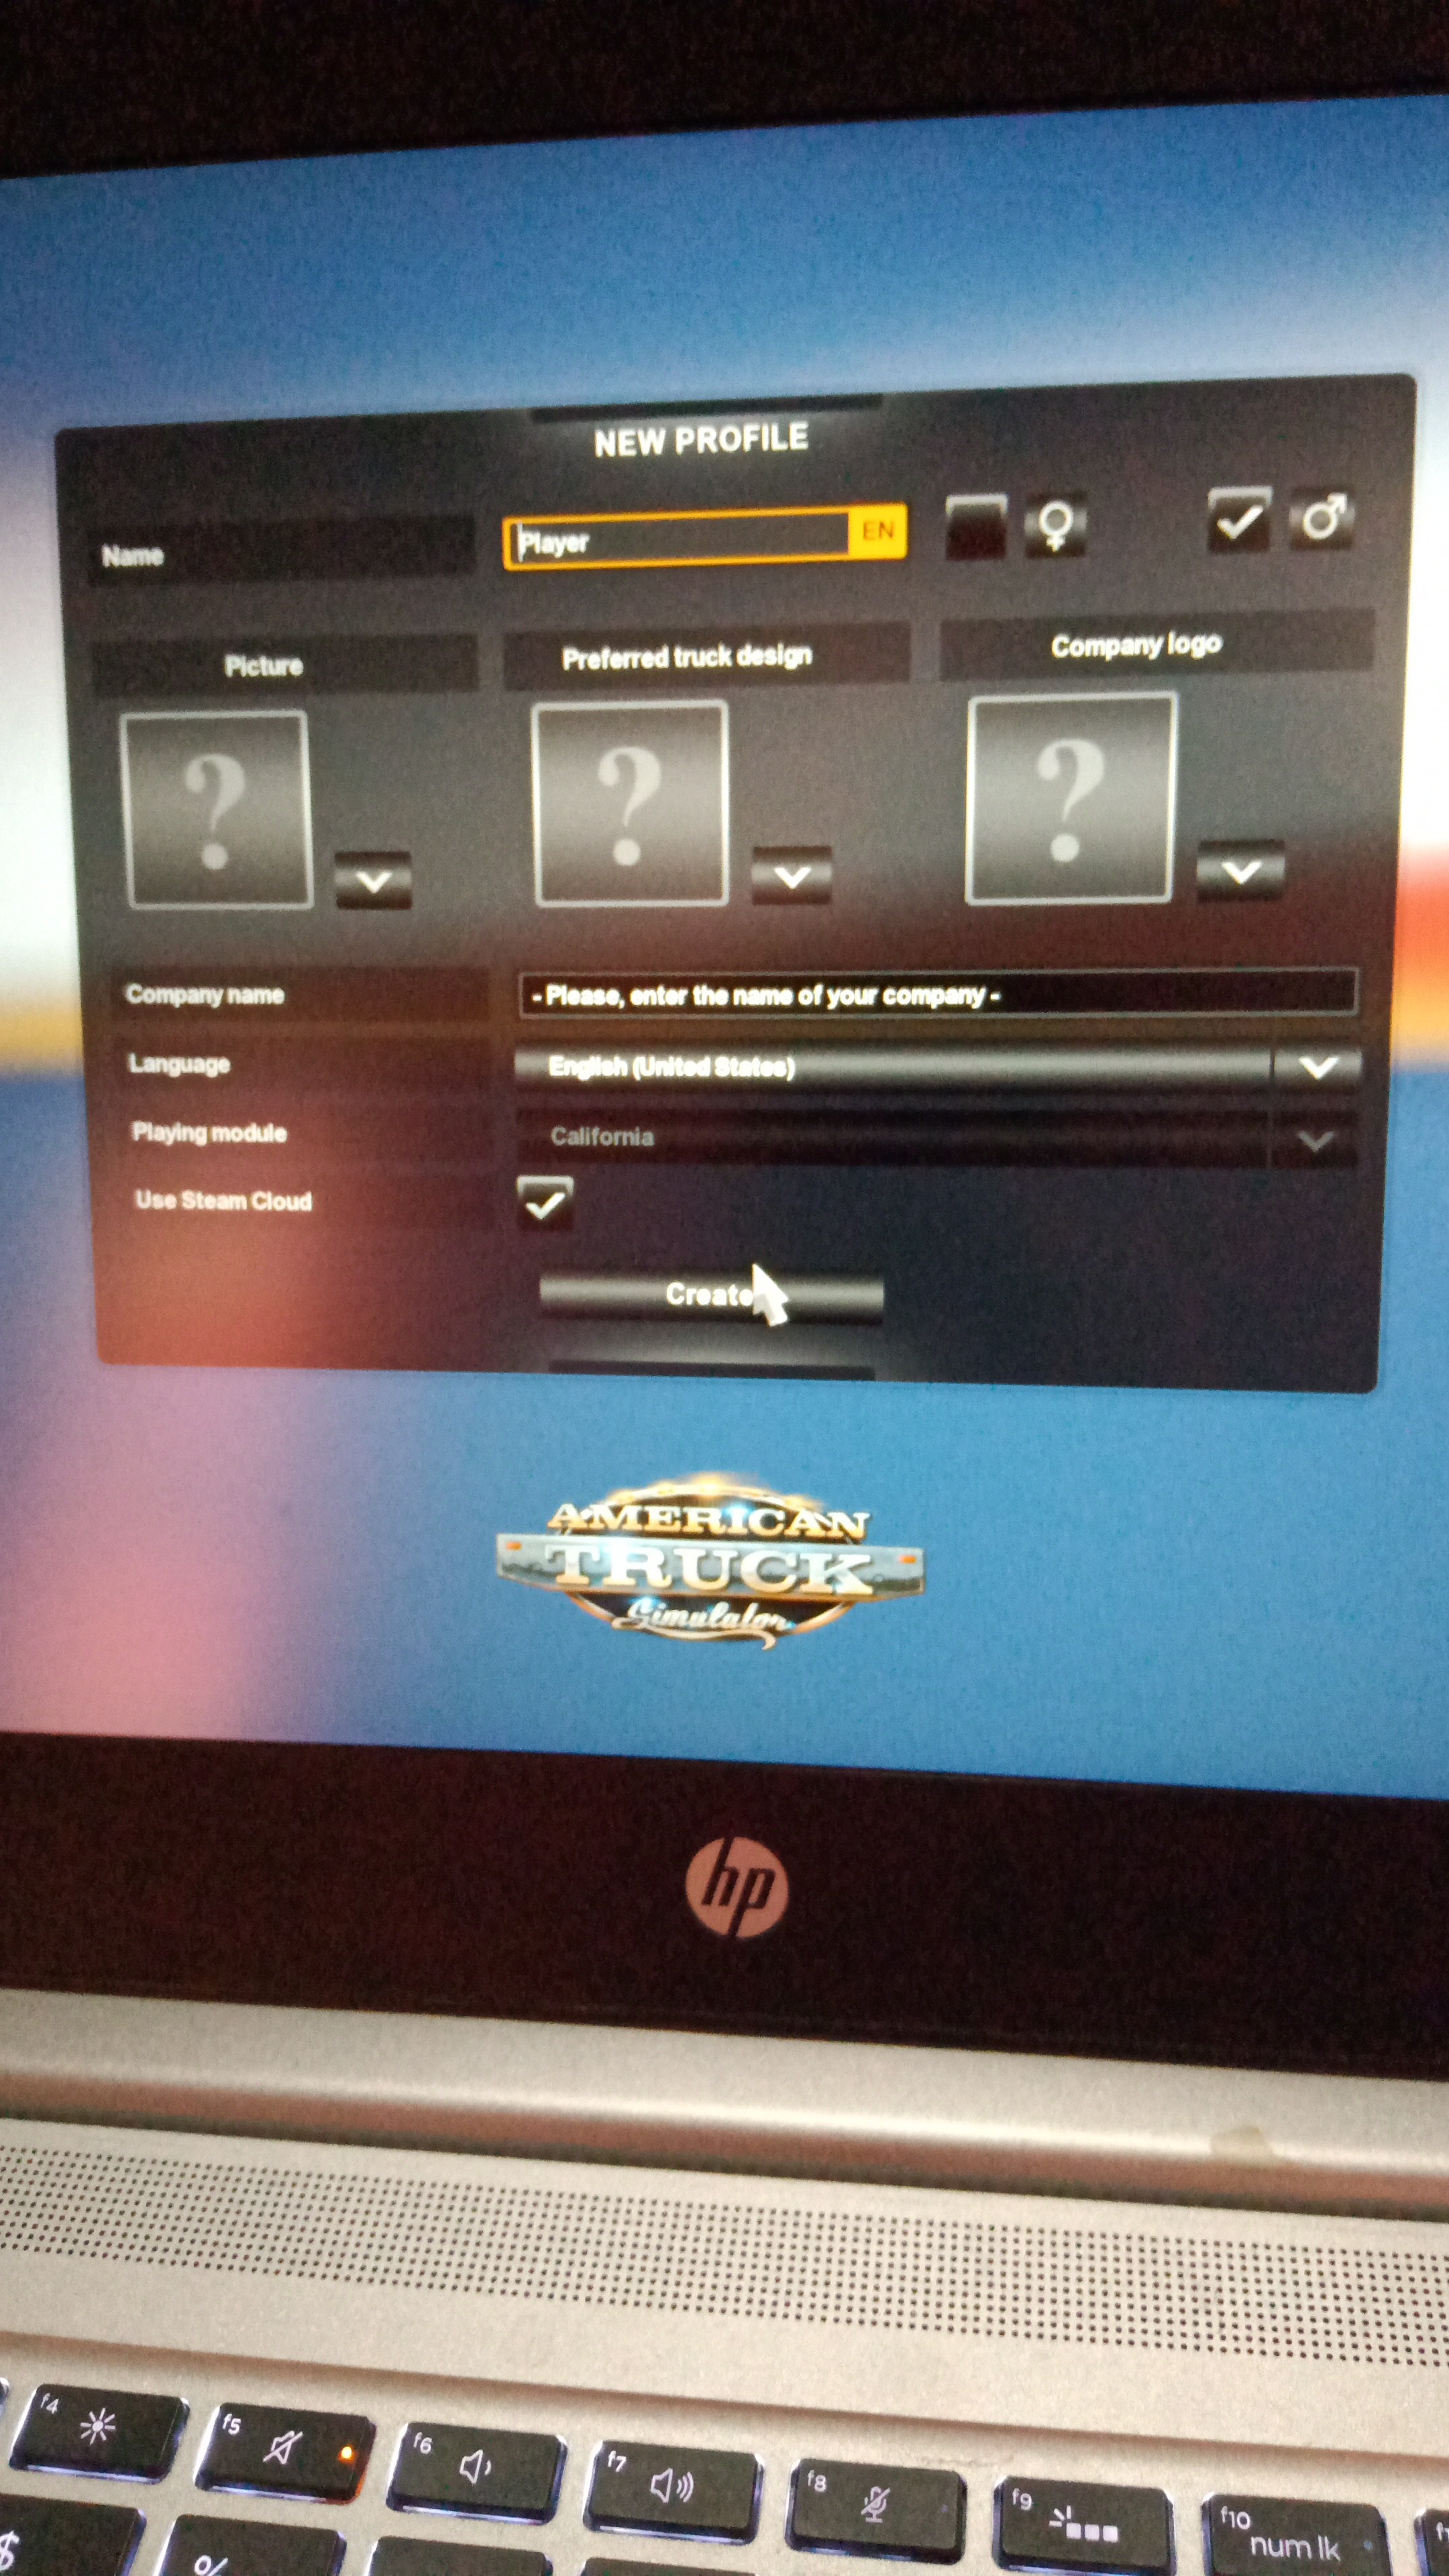 NEW PROFILE
Name
Player
EN
Picture
Preferred truck design
Company logo
?
?
?
Company name
- Please, enter the name of your company -
Language
English (United States)
Playing module
California
Use Steam Cloud
Create
AMERICAN
TRUCK
Simulator
hp
f4
f5
f6
f7
f8
f9
f10
num lk
$
%